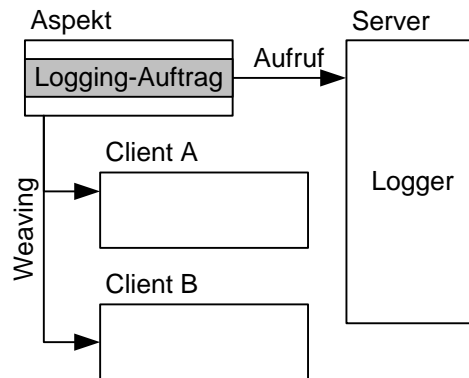 Aspekt
Server
Logging-Auftrag
Aufruf
Client A
Logger
Weaving
Client B